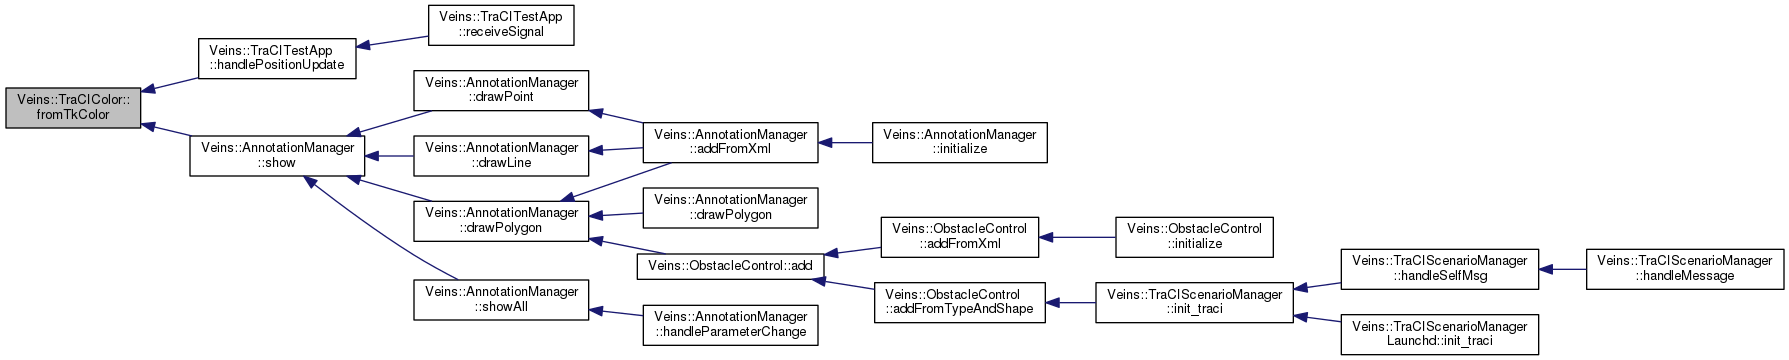 Veins::TraCIColor::
fromTkColor
Veins::TraCITestApp
::handlePositionUpdate
Veins::TraCITestApp
::receiveSignal
Veins::AnnotationManager
::show
Veins::AnnotationManager
::drawPoint
Veins::AnnotationManager
::drawLine
Veins::AnnotationManager
::drawPolygon
Veins::AnnotationManager
::showAll
Veins::AnnotationManager
::addFromXml
Veins::AnnotationManager
::initialize
Veins::AnnotationManager
::drawPolygon
Veins::ObstacleControl::add
Veins::AnnotationManager
::handleParameterChange
Veins::ObstacleControl
::addFromXml
Veins::ObstacleControl
::initialize
Veins::ObstacleControl
::addFromTypeAndShape
Veins::TraCIScenarioManager
::init_traci
Veins::TraCIScenarioManager
::handleSelfMsg
Veins::TraCIScenarioManager
::handleMessage
Veins::TraCIScenarioManager
Launchd::init_traci